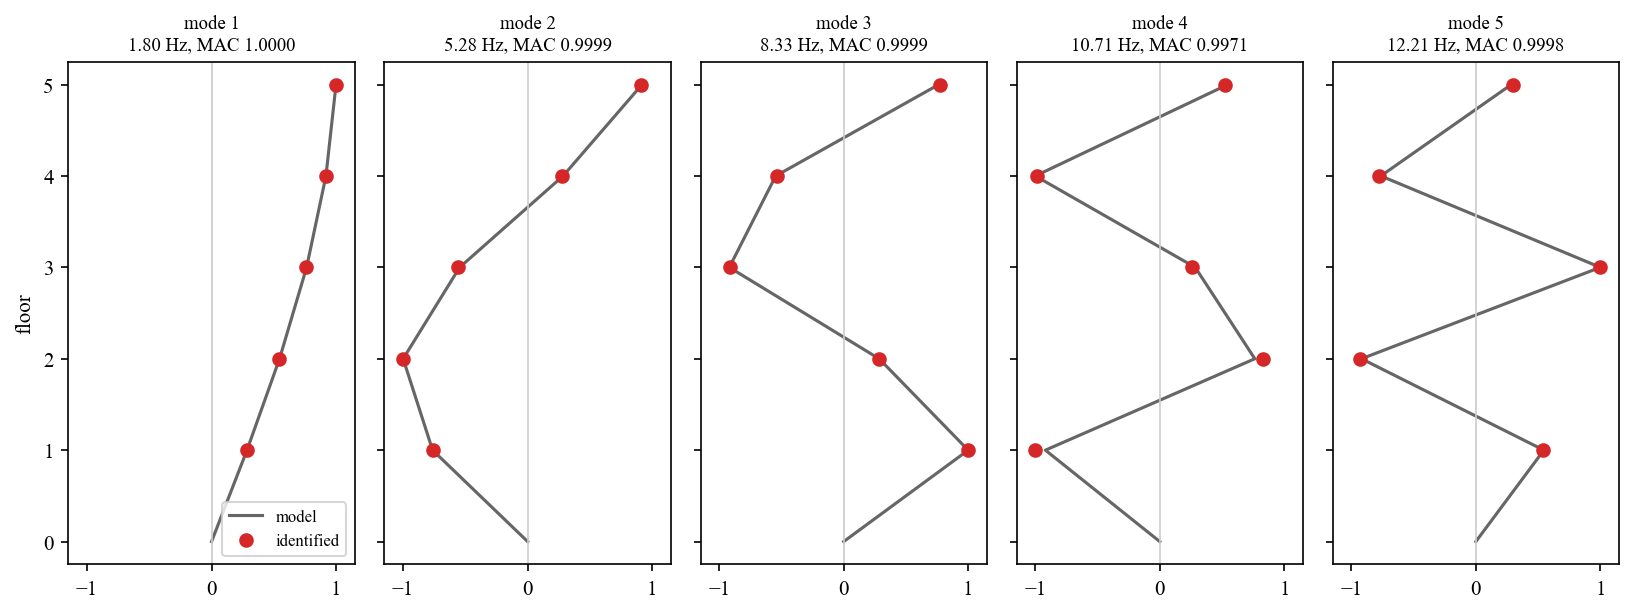 mode 1
1.80 Hz, MAC 1.0000
mode 2
5.28 Hz, MAC 0.9999
mode 3
8.33 Hz, MAC 0.9999
mode 4
10.71 Hz, MAC 0.9971
mode 5
12.21 Hz, MAC 0.9998
floor
5
4
3
2
1
0
model
identified
−1 0 1
−1 0 1
−1 0 1
−1 0 1
−1 0 1